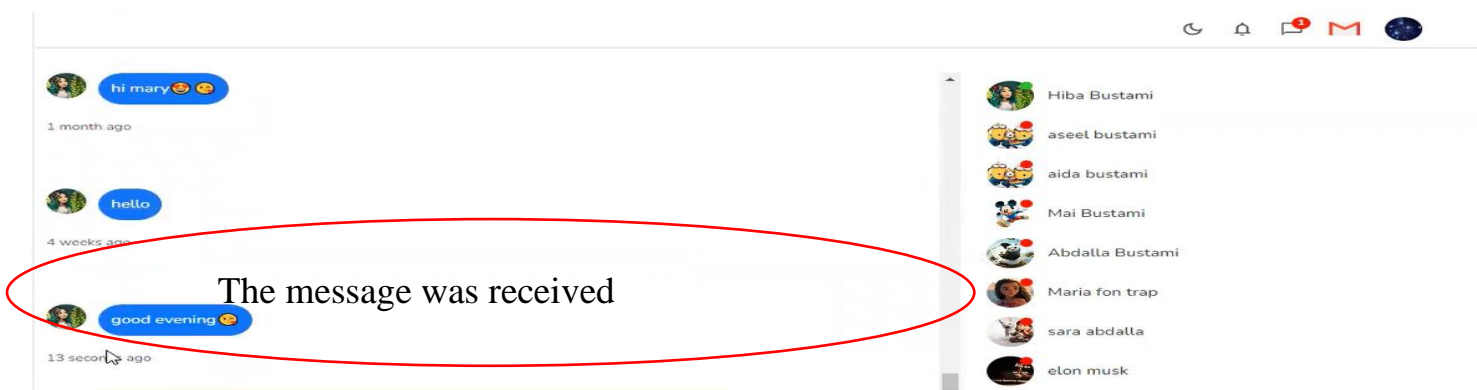 1
hi mary😍😘
1 month ago
hello
4 weeks ago
The message was received
good evening😘
13 seconds ago
Hiba Bustami
aseel bustami
aida bustami
Mai Bustami
Abdalla Bustami
Maria fon trap
sara abdalla
elon musk